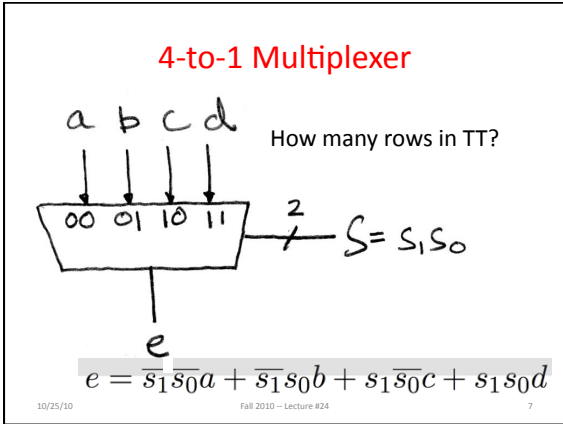 4-to-1 Multiplexer
a b c d
How many rows in TT?
00 01 10 11
2
S = s₁s₀
e
e = s̅₁s̅₀a + s̅₁s₀b + s₁s̅₀c + s₁s₀d
10/25/10 Fall 2010 -- Lecture #24 7